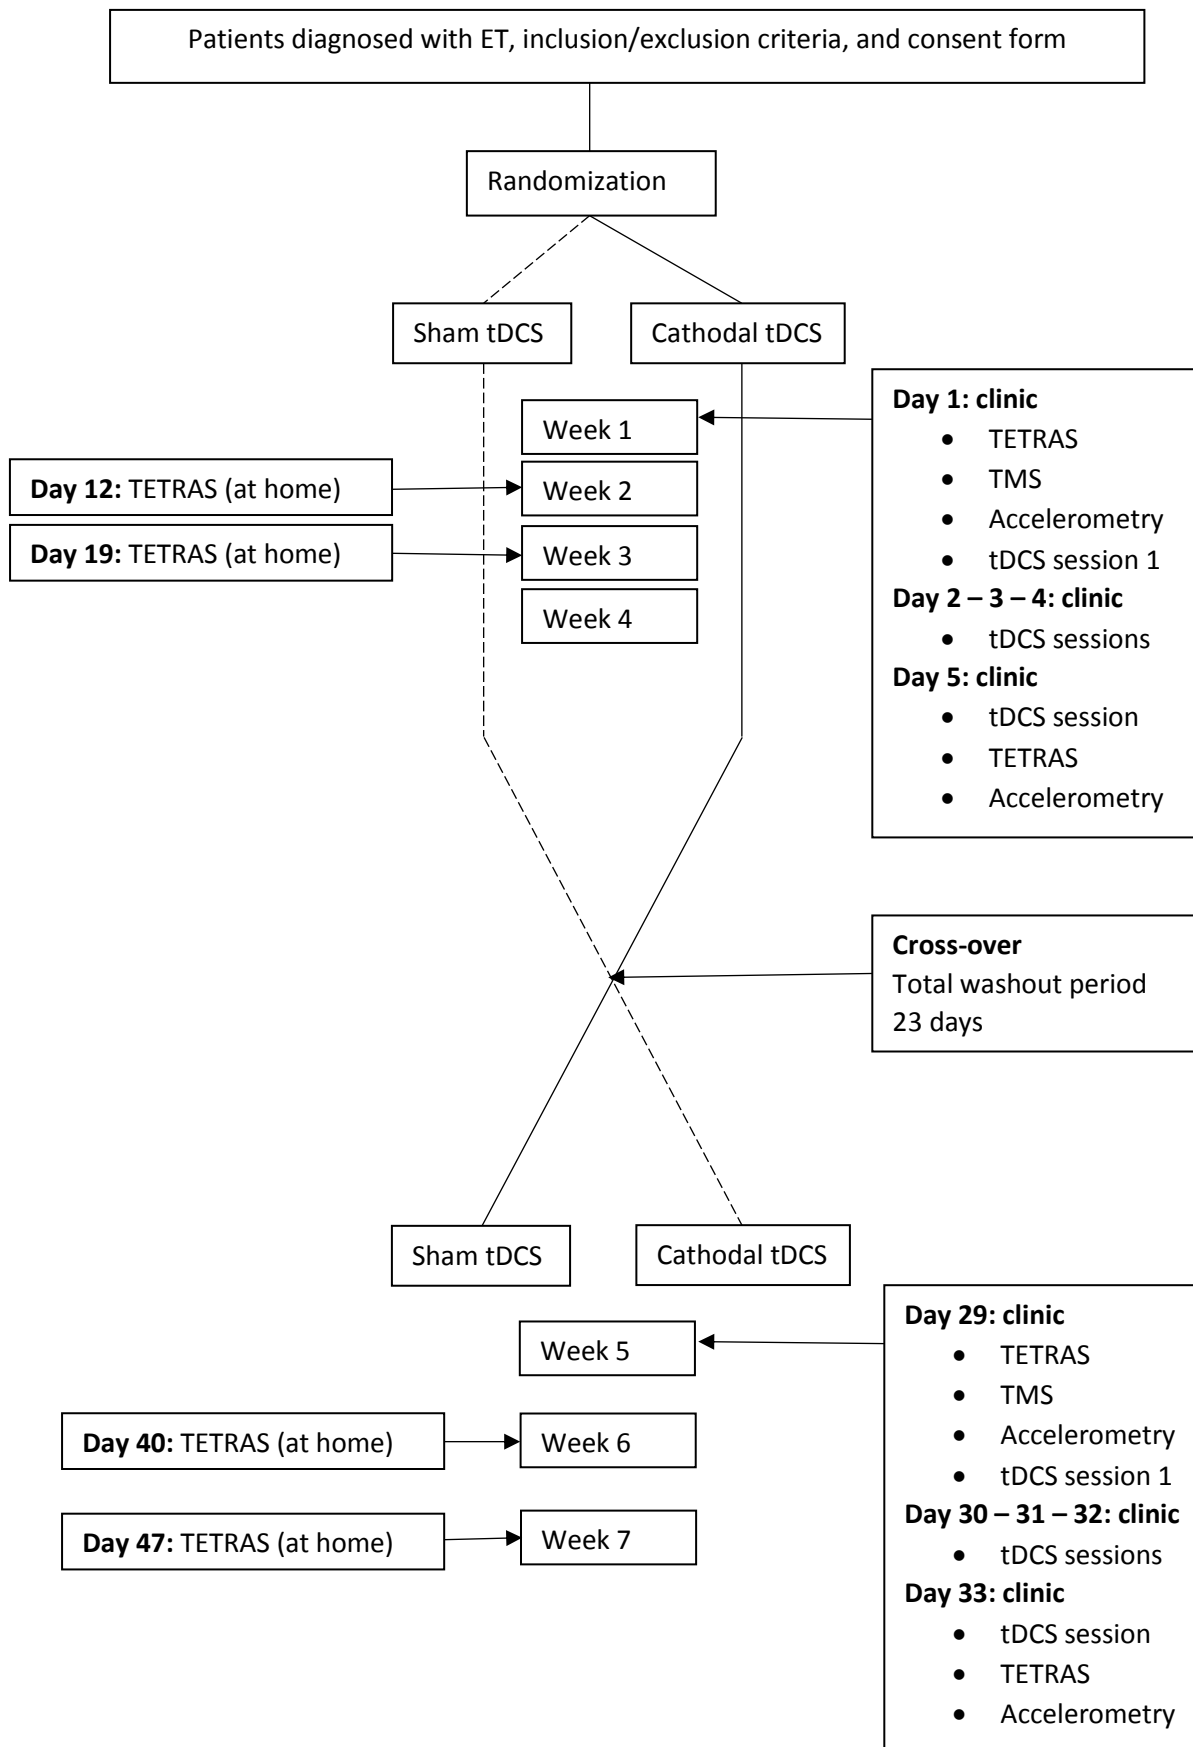 Patients diagnosed with ET, inclusion/exclusion criteria, and consent form
Randomization
Sham tDCS
Cathodal tDCS
Week 1
Day 12: TETRAS (at home)
Week 2
Day 19: TETRAS (at home)
Week 3
Week 4
Day 1: clinic
• TETRAS
• TMS
• Accelerometry
• tDCS session 1
Day 2 – 3 – 4: clinic
• tDCS sessions
Day 5: clinic
• tDCS session
• TETRAS
• Accelerometry
Cross-over
Total washout period
23 days
Sham tDCS
Cathodal tDCS
Week 5
Day 40: TETRAS (at home)
Week 6
Day 47: TETRAS (at home)
Week 7
Day 29: clinic
• TETRAS
• TMS
• Accelerometry
• tDCS session 1
Day 30 – 31 – 32: clinic
• tDCS sessions
Day 33: clinic
• tDCS session
• TETRAS
• Accelerometry